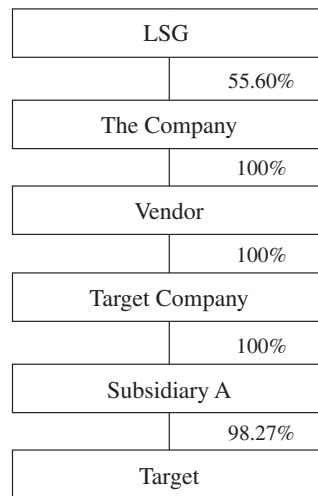 LSG
55.60%
The Company
100%
Vendor
100%
Target Company
100%
Subsidiary A
98.27%
Target